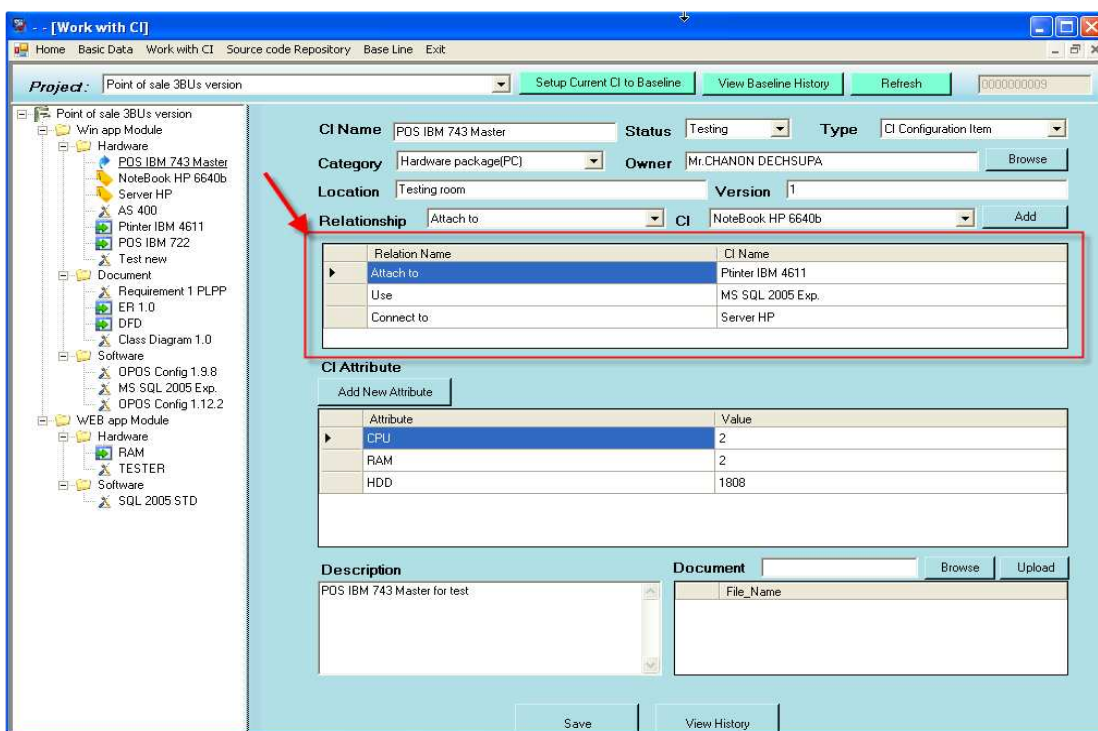 - - [Work with CI]
Home Basic Data Work with CI Source code Repository Base Line Exit
Project: Point of sale 3BUs version Setup Current CI to Baseline View Baseline History Refresh 0000000009
Point of sale 3BUs version
Win app Module
Hardware
POS IBM 743 Master
NoteBook HP 6640b
Server HP
AS 400
Ptinter IBM 4611
POS IBM 722
Test new
Document
Requirement 1 PLPP
ER 1.0
DFD
Class Diagram 1.0
Software
OPOS Config 1.9.8
MS SQL 2005 Exp.
OPOS Config 1.12.2
WEB app Module
Hardware
RAM
TESTER
Software
SQL 2005 STD
CI Name POS IBM 743 Master Status Testing Type CI Configuration Item
Category Hardware package(PC) Owner Mr.CHANON DECHSUPA Browse
Location Testing room Version 1
Relationship Attach to CI NoteBook HP 6640b Add
Relation Name CI Name
Attach to Ptinter IBM 4611
Use MS SQL 2005 Exp.
Connect to Server HP
CI Attribute
Add New Attribute
Attribute Value
CPU 2
RAM 2
HDD 1808
Description Document Browse Upload
POS IBM 743 Master for test File_Name
Save View History